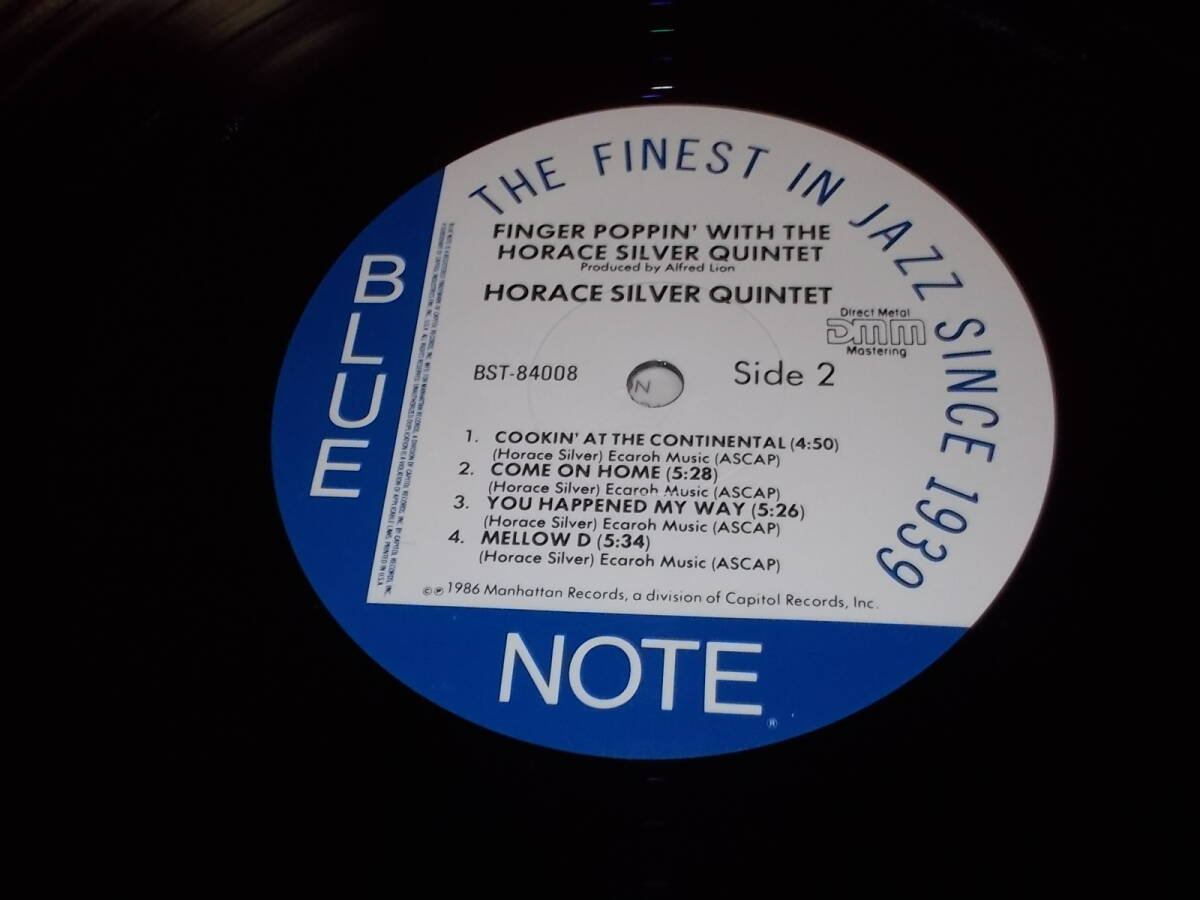 THE FINEST IN JAZZ SINCE 1939
FINGER POPPIN' WITH THE
HORACE SILVER QUINTET
Produced by Alfred Lion
HORACE SILVER QUINTET
Direct Metal
DMM
Mastering
BST-84008
Side 2
1. COOKIN' AT THE CONTINENTAL (4:50)
(Horace Silver) Ecaroh Music (ASCAP)
2. COME ON HOME (5:28)
(Horace Silver) Ecaroh Music (ASCAP)
3. YOU HAPPENED MY WAY (5:26)
(Horace Silver) Ecaroh Music (ASCAP)
4. MELLOW D (5:34)
(Horace Silver) Ecaroh Music (ASCAP)
©℗ 1986 Manhattan Records, a division of Capitol Records, Inc.
BLUE
NOTE®
N